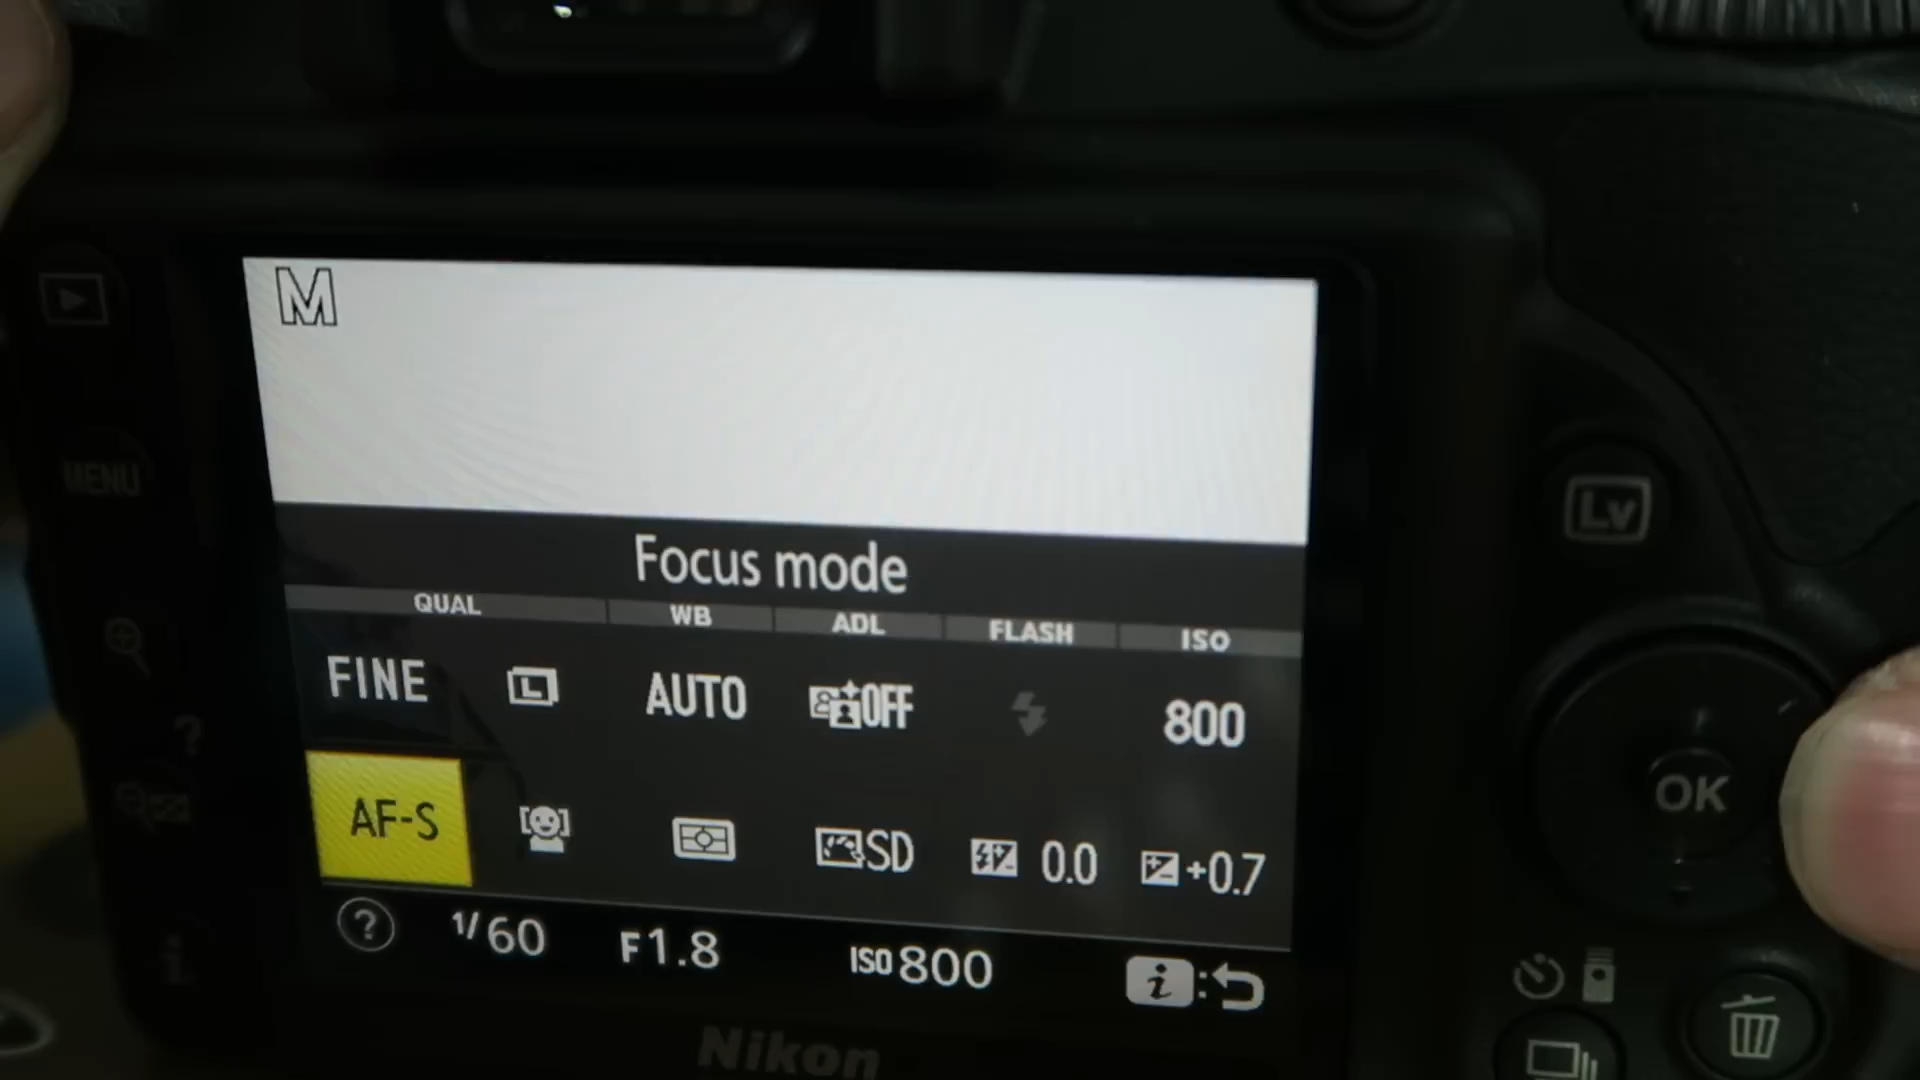 M
MENU
Lv
Focus mode
QUAL WB ADL FLASH ISO
FINE L AUTO OFF 800
AF-S SD 0.0 +0.7
OK
?
? 1/60 F1.8 ISO 800 i:
i
Nikon